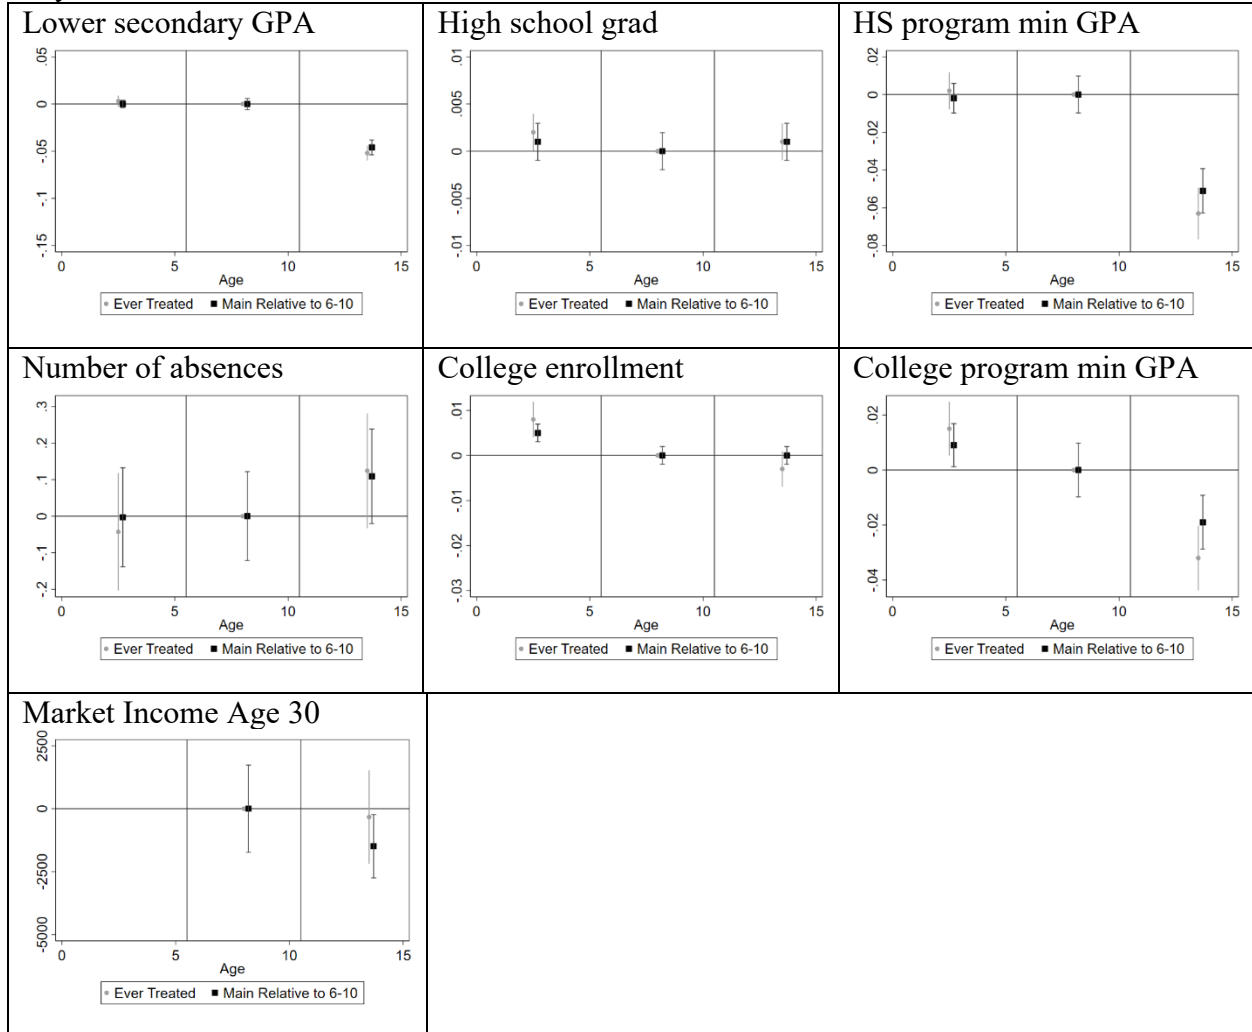 Lower secondary GPA
.05
0
-.05
-.1
-.15
0 5 10 15
Age
Ever Treated Main Relative to 6-10
High school grad
.01
.005
0
-.005
-.01
0 5 10 15
Age
Ever Treated Main Relative to 6-10
HS program min GPA
.02
0
-.02
-.04
-.06
-.08
0 5 10 15
Age
Ever Treated Main Relative to 6-10
Number of absences
.3
.2
.1
0
-.1
-.2
0 5 10 15
Age
Ever Treated Main Relative to 6-10
College enrollment
.01
0
-.01
-.02
-.03
0 5 10 15
Age
Ever Treated Main Relative to 6-10
College program min GPA
.02
0
-.02
-.04
0 5 10 15
Age
Ever Treated Main Relative to 6-10
Market Income Age 30
2500
0
-2500
-5000
0 5 10 15
Age
Ever Treated Main Relative to 6-10